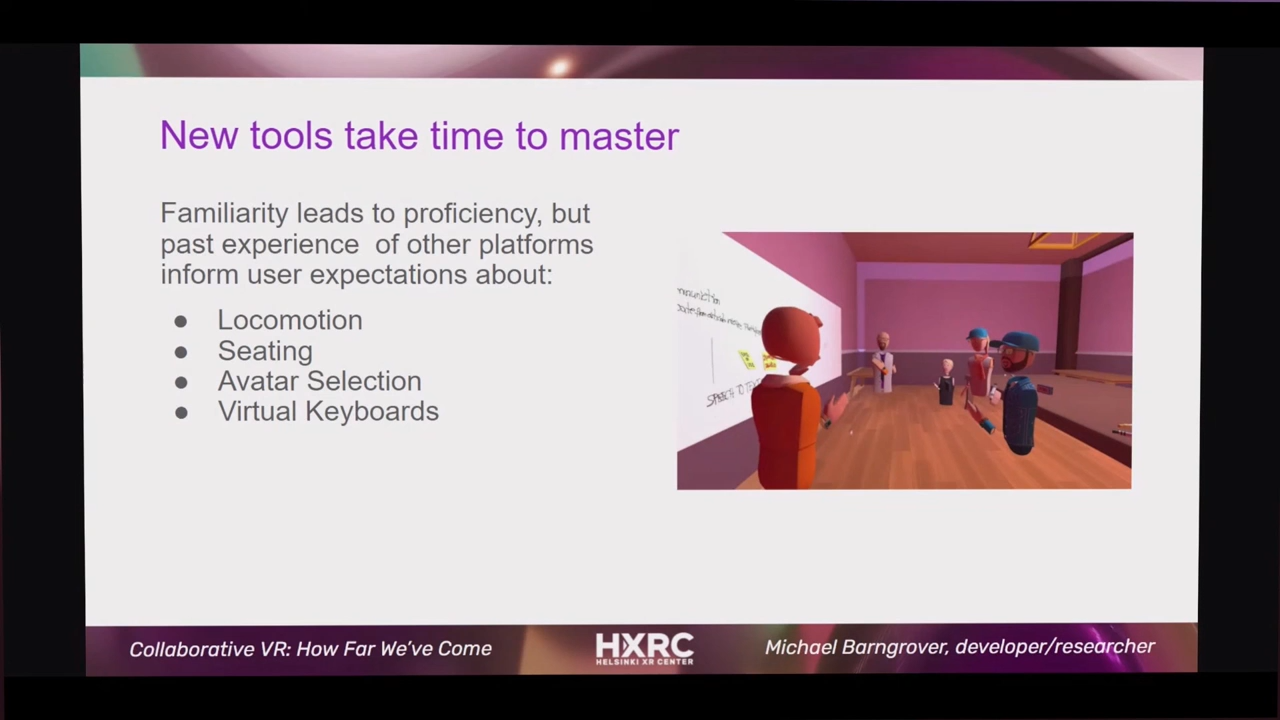 New tools take time to master
Familiarity leads to proficiency, but
past experience of other platforms
inform user expectations about:
● Locomotion
● Seating
● Avatar Selection
● Virtual Keyboards
Collaborative VR: How Far We've Come
HXRC
HELSINKI XR CENTER
Michael Barngrover, developer/researcher